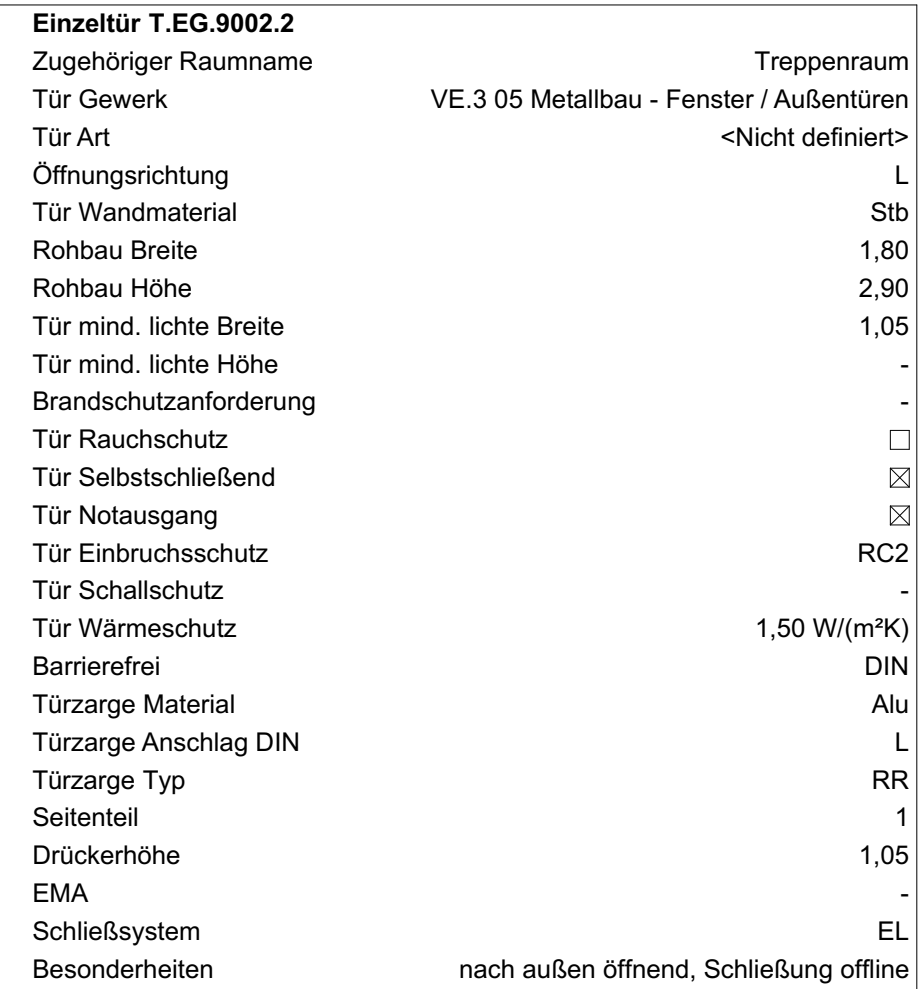 Einzeltür T.EG.9002.2
Zugehöriger Raumname Treppenraum
Tür Gewerk VE.3 05 Metallbau - Fenster / Außentüren
Tür Art <Nicht definiert>
Öffnungsrichtung L
Tür Wandmaterial Stb
Rohbau Breite 1,80
Rohbau Höhe 2,90
Tür mind. lichte Breite 1,05
Tür mind. lichte Höhe -
Brandschutzanforderung -
Tür Rauchschutz ☐
Tür Selbstschließend ☒
Tür Notausgang ☒
Tür Einbruchsschutz RC2
Tür Schallschutz -
Tür Wärmeschutz 1,50 W/(m²K)
Barrierefrei DIN
Türzarge Material Alu
Türzarge Anschlag DIN L
Türzarge Typ RR
Seitenteil 1
Drückerhöhe 1,05
EMA -
Schließsystem EL
Besonderheiten nach außen öffnend, Schließung offline